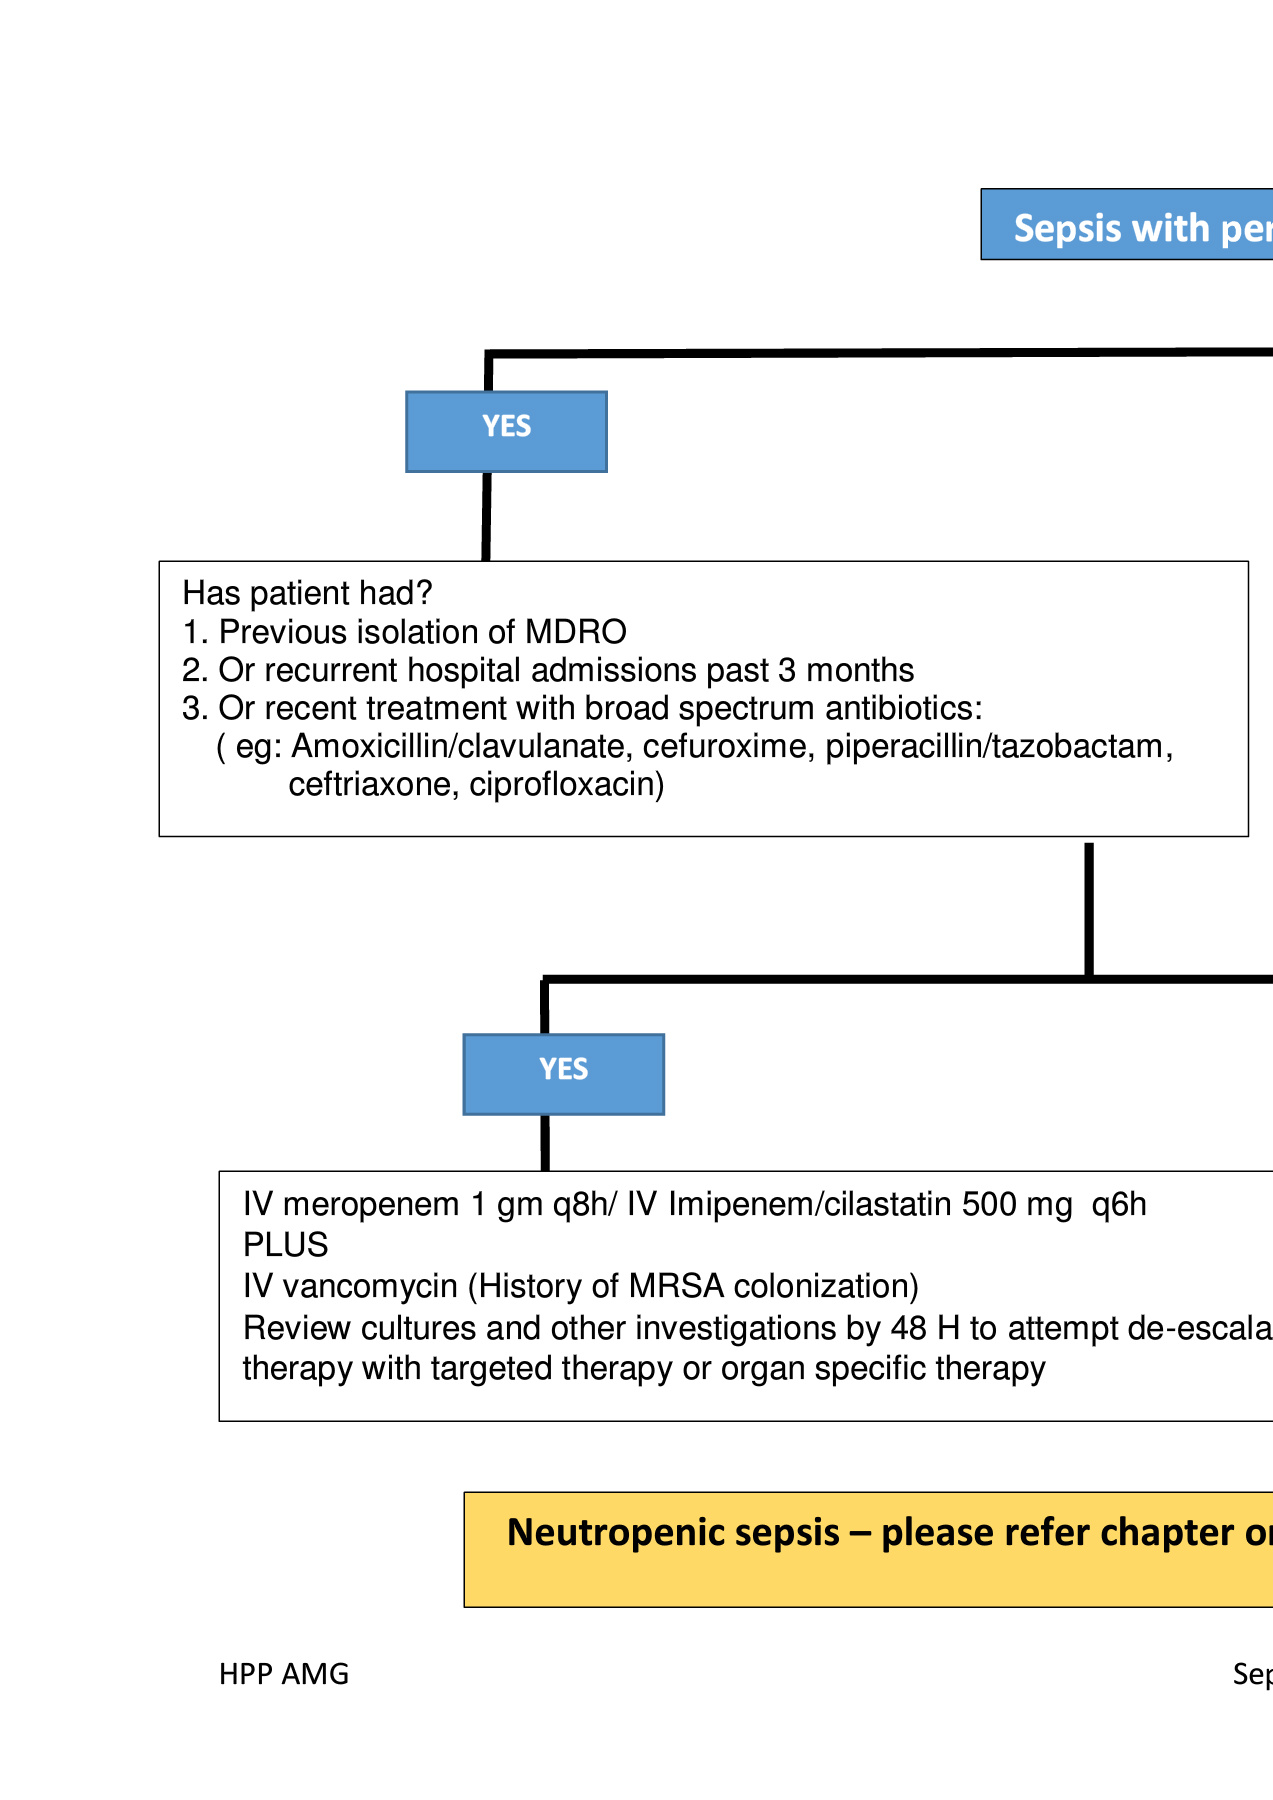 Sepsis with per
YES
Has patient had?
1. Previous isolation of MDRO
2. Or recurrent hospital admissions past 3 months
3. Or recent treatment with broad spectrum antibiotics:
( eg: Amoxicillin/clavulanate, cefuroxime, piperacillin/tazobactam,
ceftriaxone, ciprofloxacin)
YES
IV meropenem 1 gm q8h/ IV Imipenem/cilastatin 500 mg  q6h
PLUS
IV vancomycin (History of MRSA colonization)
Review cultures and other investigations by 48 H to attempt de-escala
therapy with targeted therapy or organ specific therapy
Neutropenic sepsis – please refer chapter or
HPP AMG
Sep